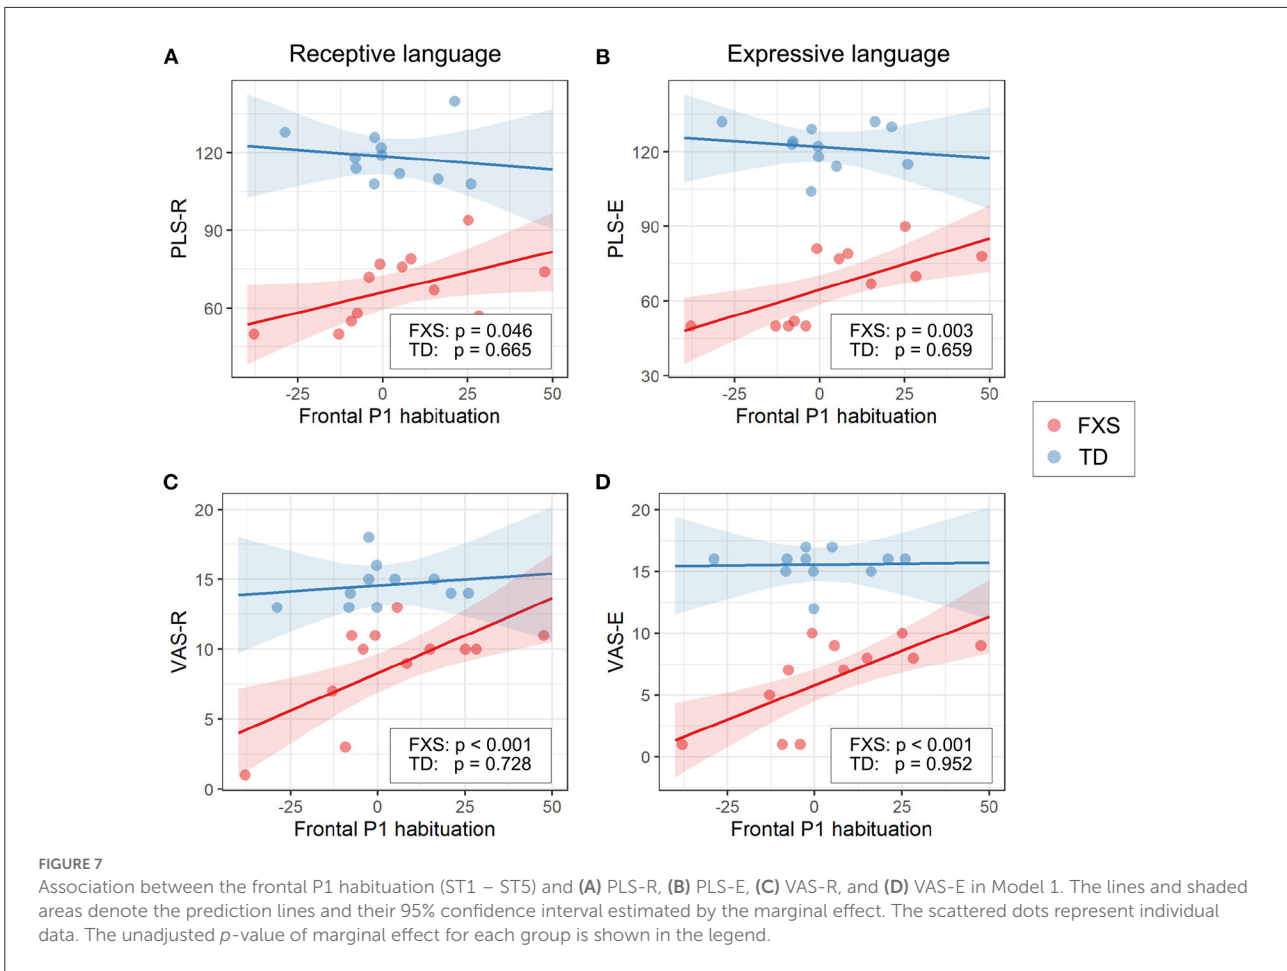 A
Receptive language
B
Expressive language
PLS-R
120
90
60
FXS: p = 0.046
TD: p = 0.665
-25
0
25
50
Frontal P1 habituation
PLS-E
120
90
60
30
FXS: p = 0.003
TD: p = 0.659
-25
0
25
50
Frontal P1 habituation
FXS
TD
C
VAS-R
20
15
10
5
0
FXS: p < 0.001
TD: p = 0.728
-25
0
25
50
Frontal P1 habituation
D
VAS-E
20
15
10
5
0
FXS: p < 0.001
TD: p = 0.952
-25
0
25
50
Frontal P1 habituation
FIGURE 7
Association between the frontal P1 habituation (ST1 – ST5) and (A) PLS-R, (B) PLS-E, (C) VAS-R, and (D) VAS-E in Model 1. The lines and shaded
areas denote the prediction lines and their 95% confidence interval estimated by the marginal effect. The scattered dots represent individual
data. The unadjusted p-value of marginal effect for each group is shown in the legend.